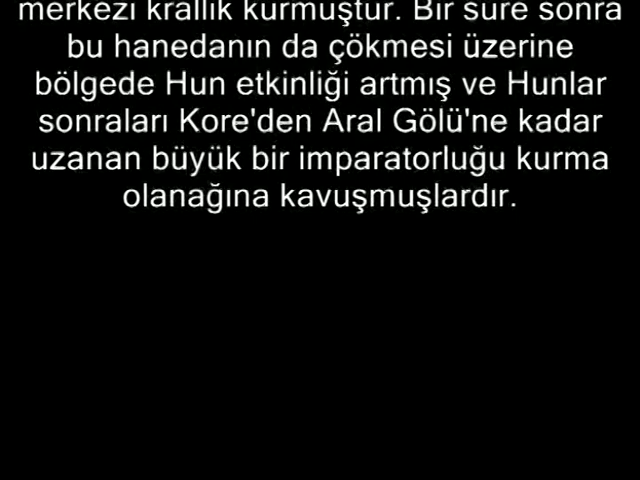 merkezi krallık kurmuştur. Bir süre sonra
bu hanedanın da çökmesi üzerine
bölgede Hun etkinliği artmış ve Hunlar
sonraları Kore'den Aral Gölü'ne kadar
uzanan büyük bir imparatorluğu kurma
olanağına kavuşmuşlardır.